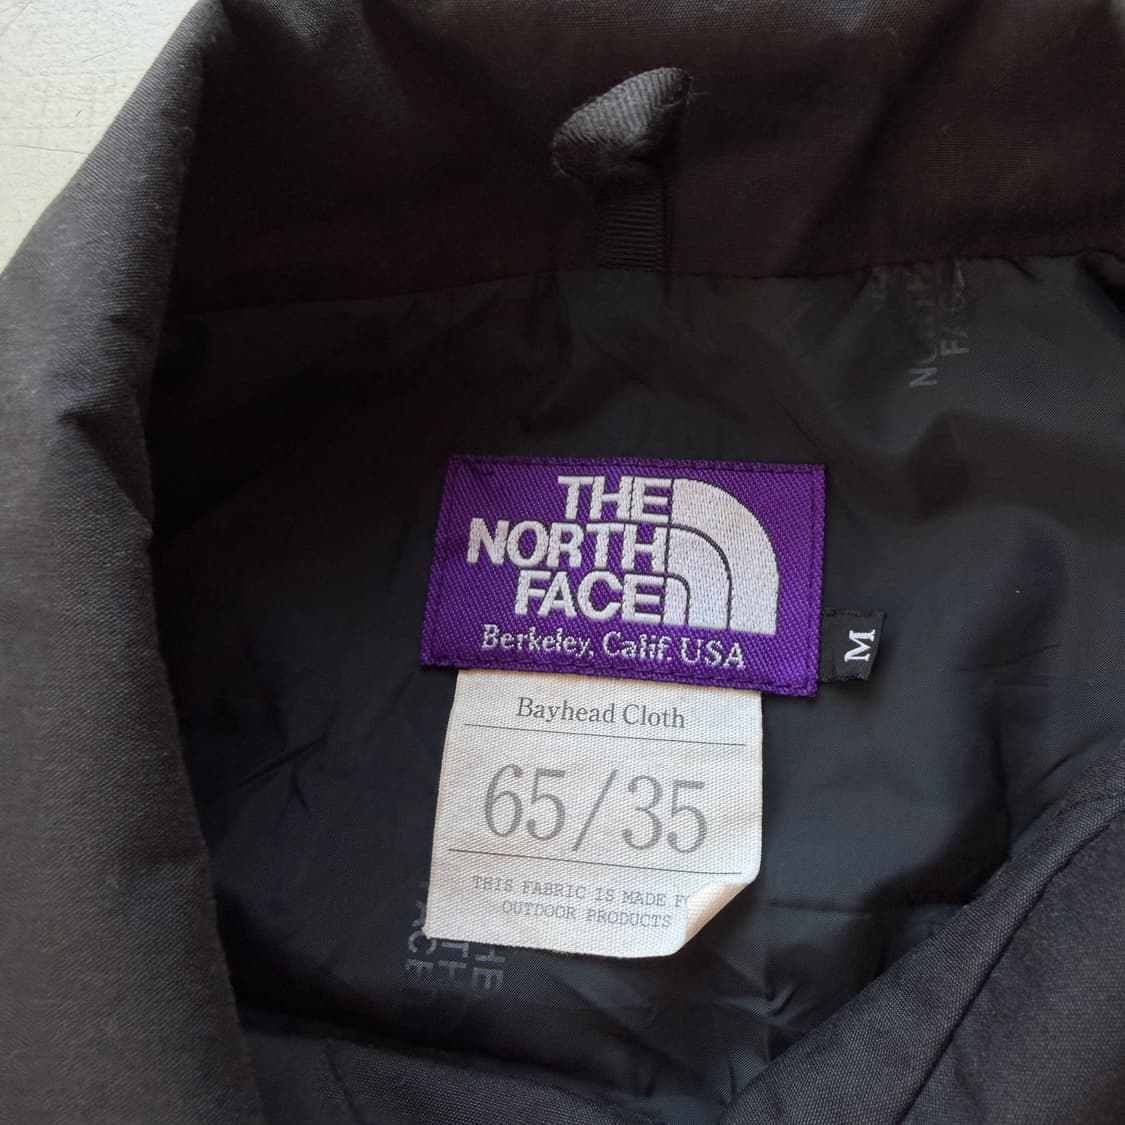 THE
NORTH
FACE
Berkeley, Calif. USA
M
Bayhead Cloth
65/35
THIS FABRIC IS MADE
OUTDOOR PRODUCTS